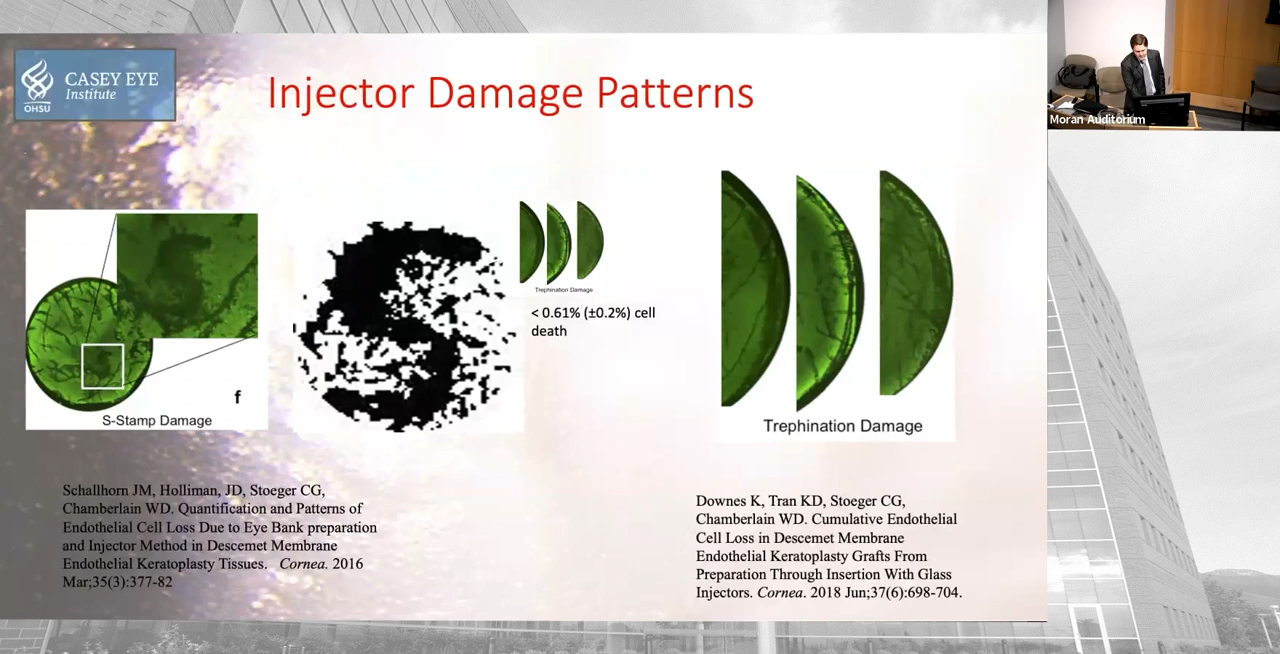 CASEY EYE
Institute
OHSU
Injector Damage Patterns
Moran Auditorium
f
S-Stamp Damage
Trephination Damage
< 0.61% (±0.2%) cell
death
Trephination Damage
Schallhorn JM, Holliman, JD, Stoeger CG,
Chamberlain WD. Quantification and Patterns of
Endothelial Cell Loss Due to Eye Bank preparation
and Injector Method in Descemet Membrane
Endothelial Keratoplasty Tissues.   Cornea. 2016
Mar;35(3):377-82
Downes K, Tran KD, Stoeger CG,
Chamberlain WD. Cumulative Endothelial
Cell Loss in Descemet Membrane
Endothelial Keratoplasty Grafts From
Preparation Through Insertion With Glass
Injectors. Cornea. 2018 Jun;37(6):698-704.